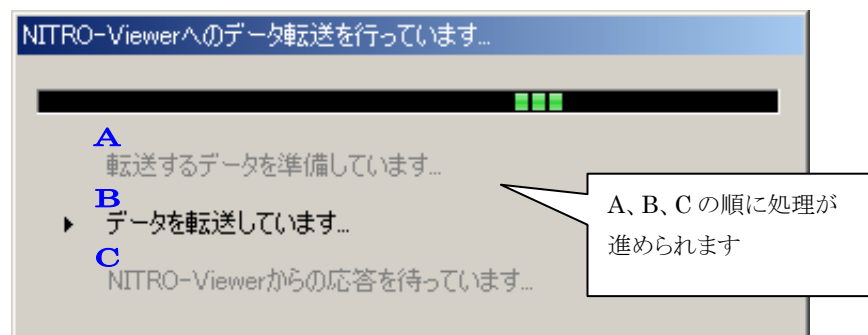 NITRO-Viewerへのデータ転送を行っています...
A
転送するデータを準備しています...
B
データを転送しています...
C
NITRO-Viewerからの応答を待っています...
A、B、C の順に処理が
進められます